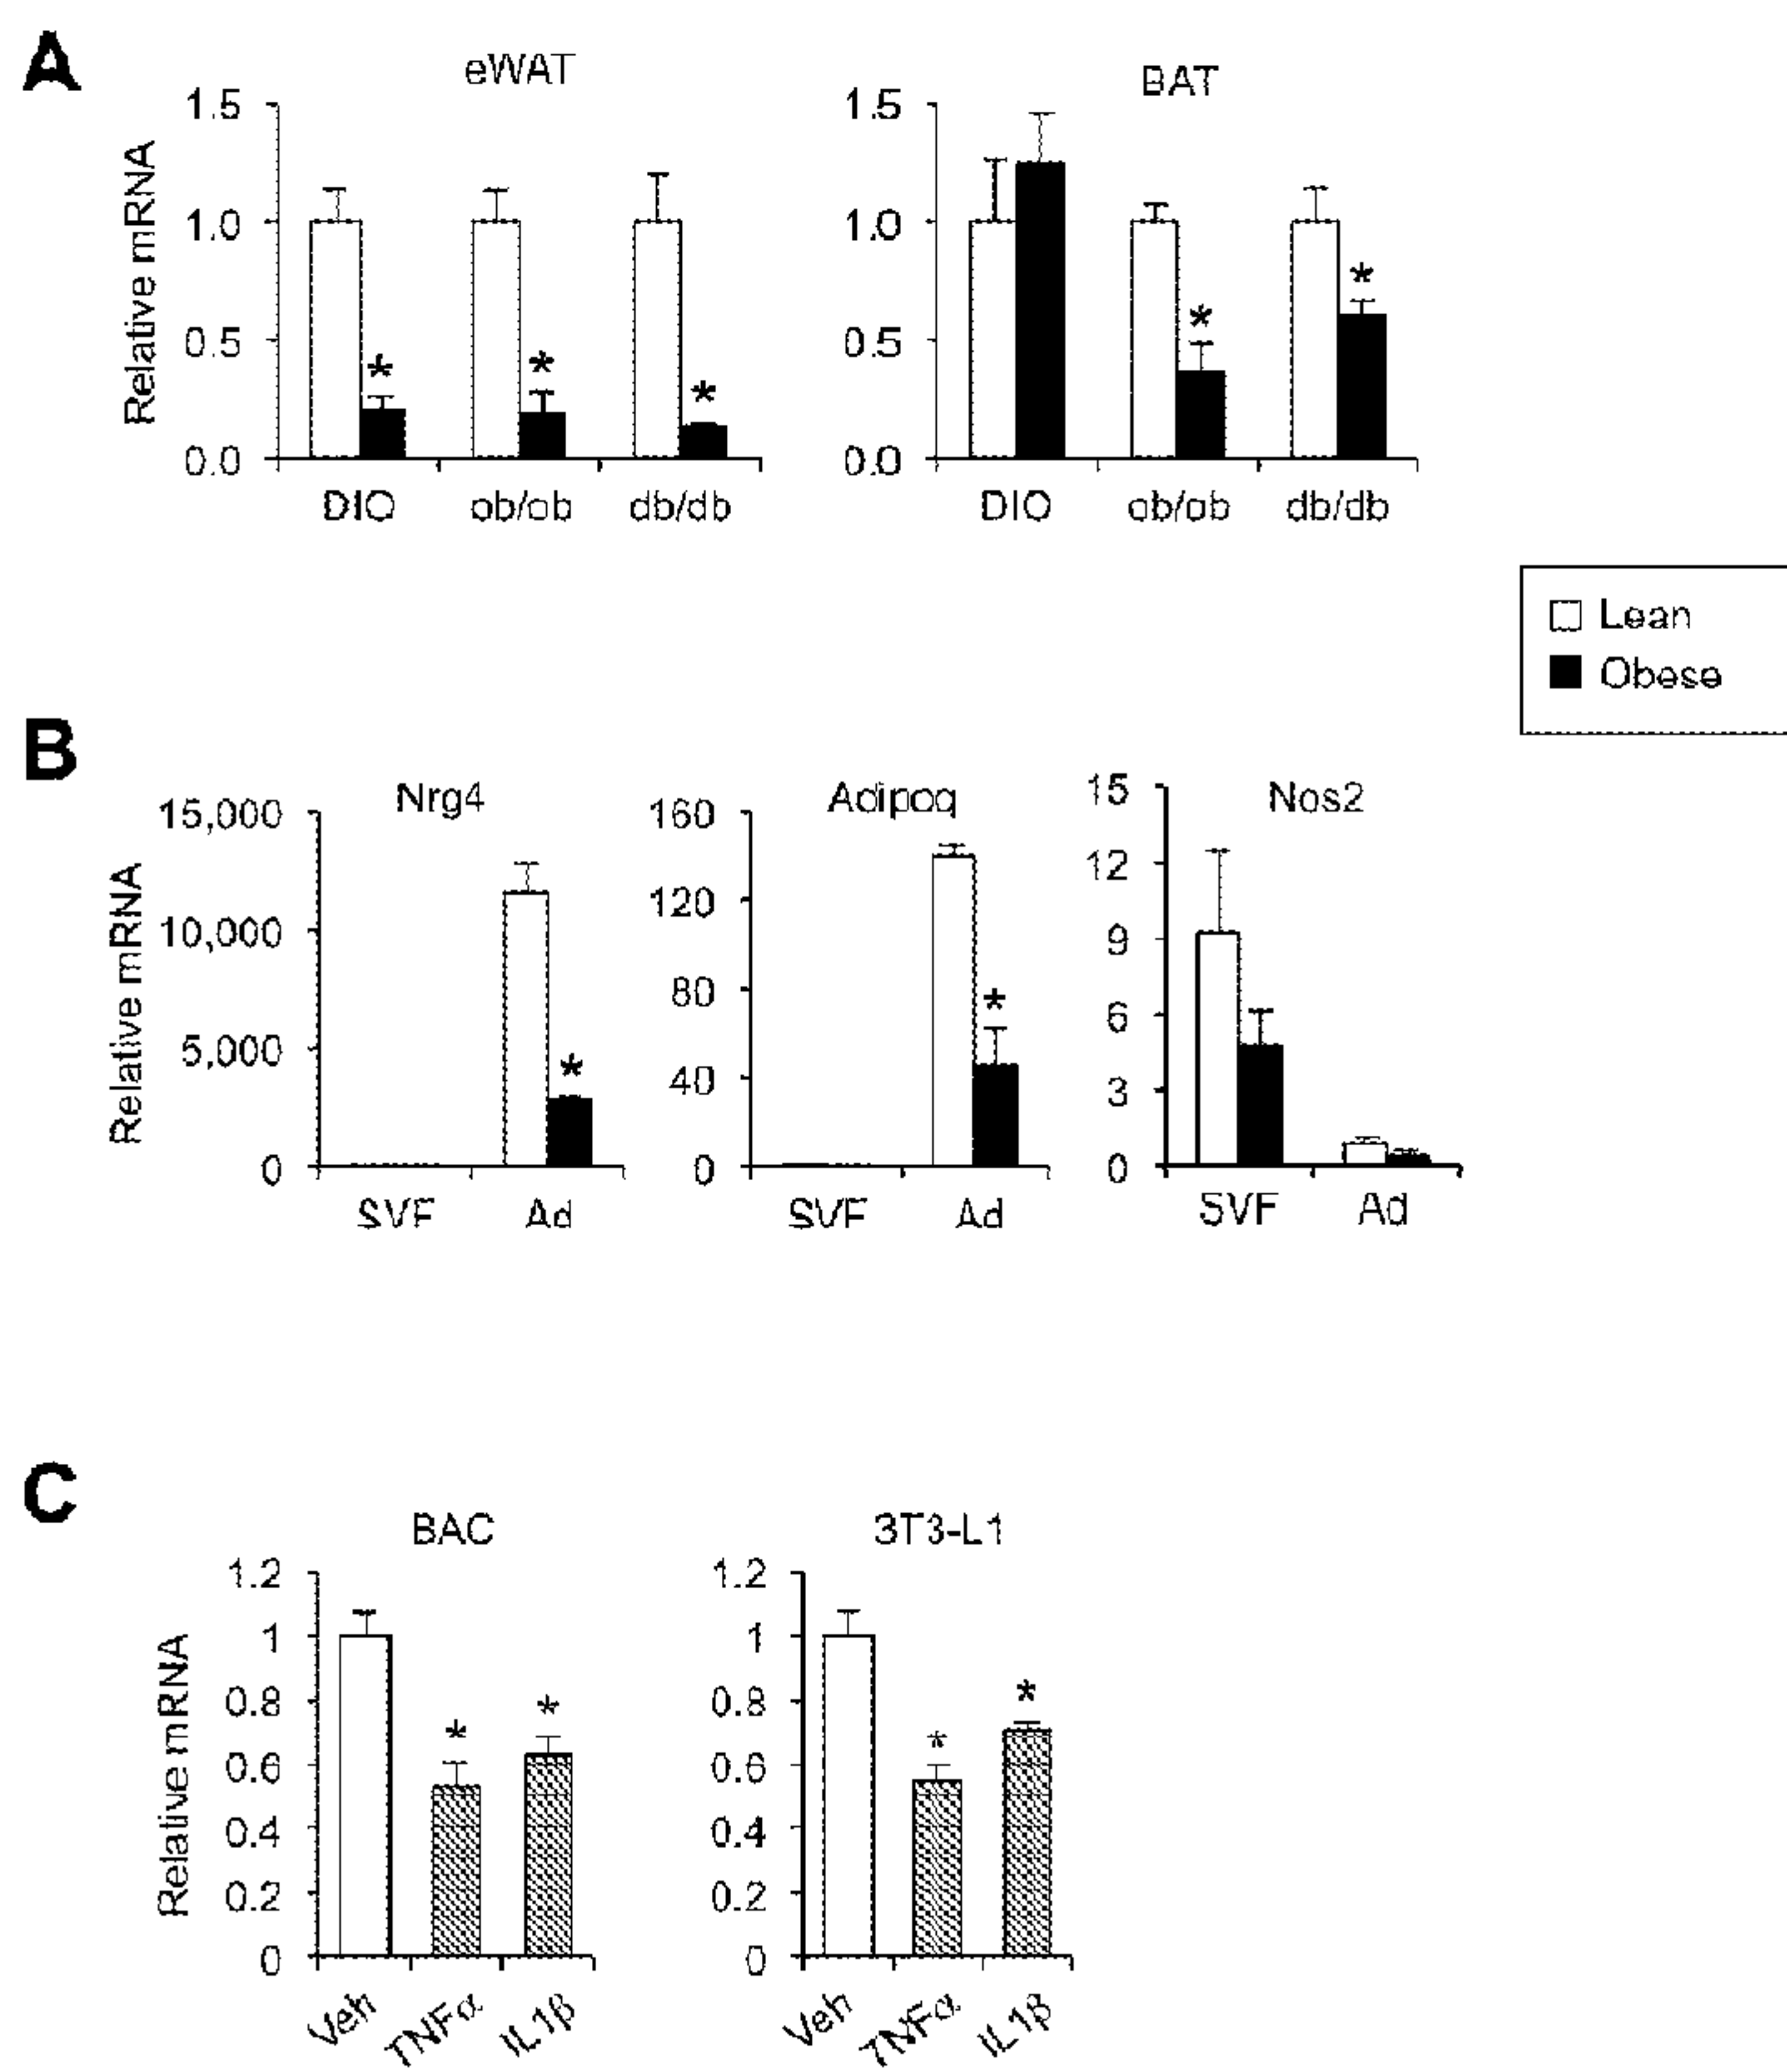 A
eWAT
BAT
Relative mRNA
1.5
1.0
0.5
0.0
* * *
DIO ob/ob db/db
1.5
1.0
0.5
0.0
* *
DIO ob/ob db/db
Lean
Obese
B
Nrg4
Adipoq
Nos2
Relative mRNA
15,000
10,000
5,000
0
*
SVF Ad
160
120
80
40
0
*
SVF Ad
15
12
9
6
3
0
SVF Ad
C
BAC
3T3-L1
Relative mRNA
1.2
1
0.8
0.6
0.4
0.2
0
* *
Veh TNFα IL1β
1.2
1
0.8
0.6
0.4
0.2
0
* *
Veh TNFα IL1β